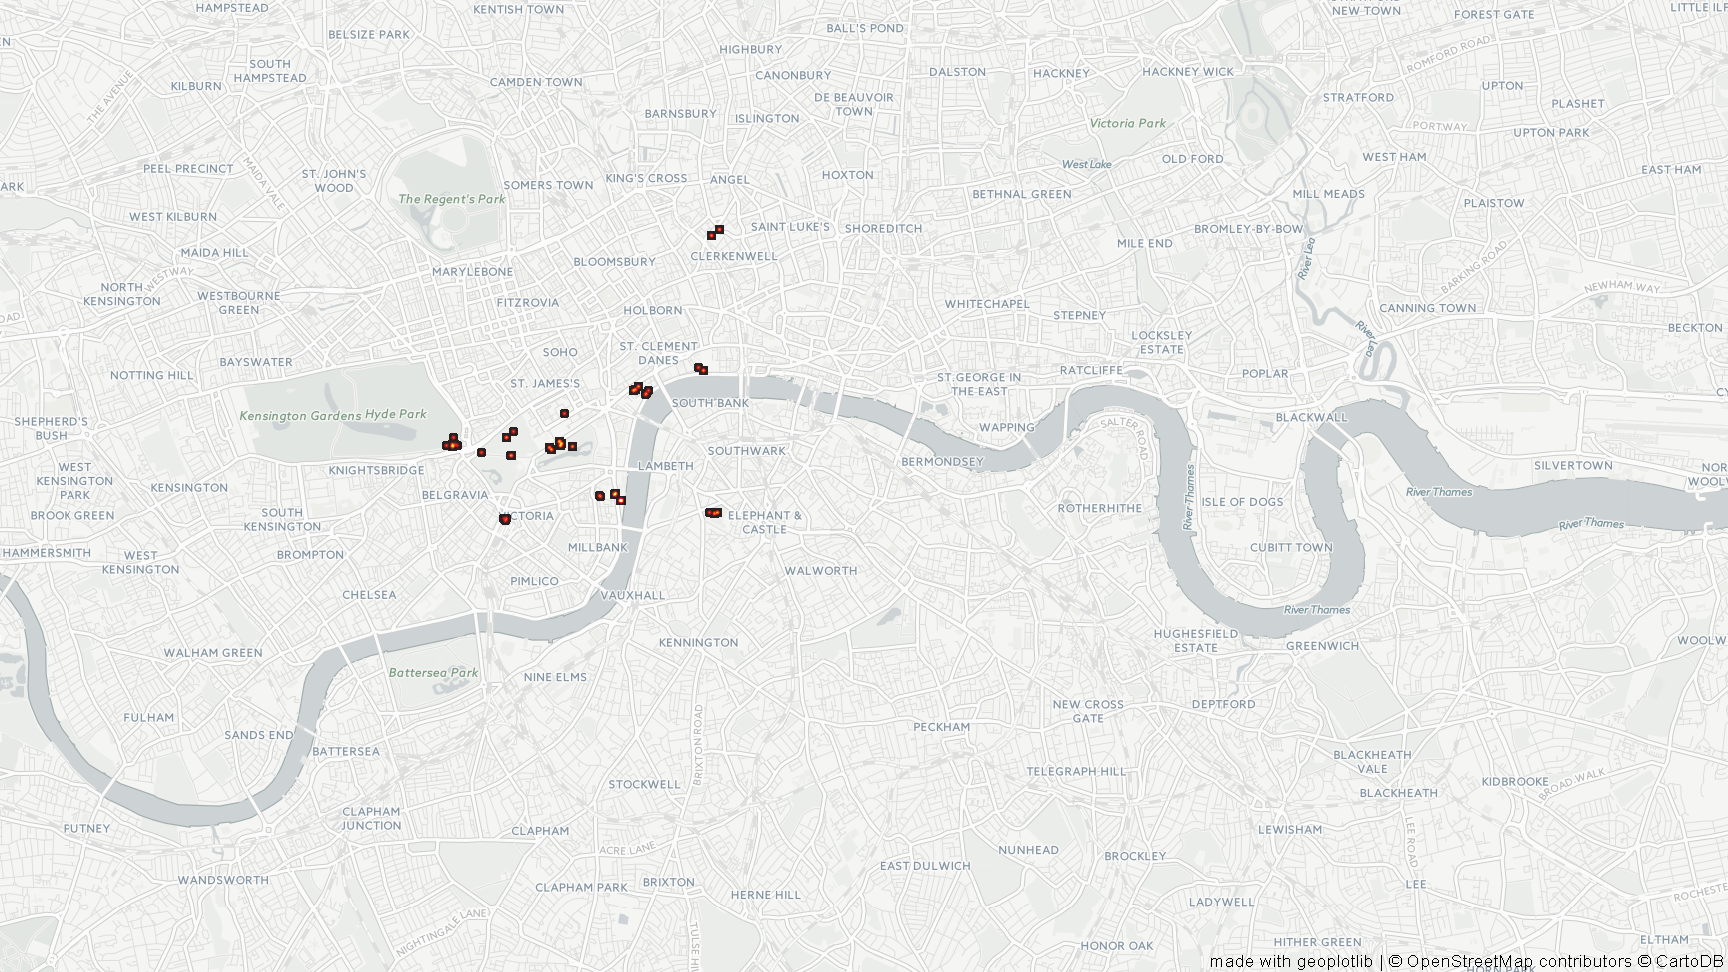 HAMPSTEAD
KENTISH TOWN
NEW TOWN
FOREST GATE
LITTLE ILF
BELSIZE PARK
BALL'S POND
HIGHBURY
ROMFORD ROAD
SOUTH
HAMPSTEAD
KILBURN
THE AVENUE
CAMDEN TOWN
CANONBURY
DALSTON
HACKNEY
HACKNEY WICK
UPTON
DE BEAUVOIR
TOWN
STRATFORD
PLASHET
BARNSBURY
ISLINGTON
Victoria Park
PORTWAY
UPTON PARK
PEEL PRECINCT
MAIDA VALE
ST. JOHN'S
WOOD
SOMERS TOWN
KING'S CROSS
ANGEL
HOXTON
West Lake
OLD FORD
WEST HAM
EAST HAM
ARK
The Regent's Park
BETHNAL GREEN
MILL MEADS
PLAISTOW
WEST KILBURN
SAINT LUKE'S
SHOREDITCH
BROMLEY-BY-BOW
MAIDA HILL
BLOOMSBURY
CLERKENWELL
MILE END
River Lea
BARKING ROAD
MARYLEBONE
WESTWAY
NORTH
KENSINGTON
WESTBOURNE
GREEN
FITZROVIA
HOLBORN
WHITECHAPEL
STEPNEY
CANNING TOWN
NEWHAM WAY
BECKTON
SOHO
ST. CLEMENT
DANES
LOCKSLEY
ESTATE
River Lea
BAYSWATER
NOTTING HILL
ST. JAMES'S
ST.GEORGE IN
THE EAST
RATCLIFFE
POPLAR
SHEPHERD'S
BUSH
Kensington Gardens
Hyde Park
SOUTH BANK
WAPPING
SALTER ROAD
BLACKWALL
WEST
KENSINGTON
PARK
KNIGHTSBRIDGE
LAMBETH
SOUTHWARK
BERMONDSEY
SILVERTOWN
KENSINGTON
BELGRAVIA
River Thames
River Thames
ISLE OF DOGS
BROOK GREEN
SOUTH
KENSINGTON
ELEPHANT &
CASTLE
ROTHERHITHE
River Thames
HAMMERSMITH
WEST
KENSINGTON
BROMPTON
MILLBANK
CUBITT TOWN
PIMLICO
WALWORTH
CHELSEA
VAUXHALL
River Thames
KENNINGTON
HUGHESFIELD
ESTATE
GREENWICH
WOOLW
WALHAM GREEN
Battersea Park
NINE ELMS
NEW CROSS
GATE
DEPTFORD
FULHAM
BRIXTON ROAD
PECKHAM
SANDS END
BATTERSEA
BLACKHEATH
VALE
TELEGRAPH HILL
STOCKWELL
KIDBROOKE
BROAD WALK
BLACKHEATH
CLAPHAM
JUNCTION
CLAPHAM
LEWISHAM
LEE ROAD
ACRE LANE
NUNHEAD
BROCKLEY
EAST DULWICH
WANDSWORTH
CLAPHAM PARK
BRIXTON
HERNE HILL
LEE
ROCHESTE
LADYWELL
NIGHTINGALE LANE
TULSE HI
HONOR OAK
HITHER GREEN
ELTHAM
made with geoplotlib | © OpenStreetMap contributors © CartoDB